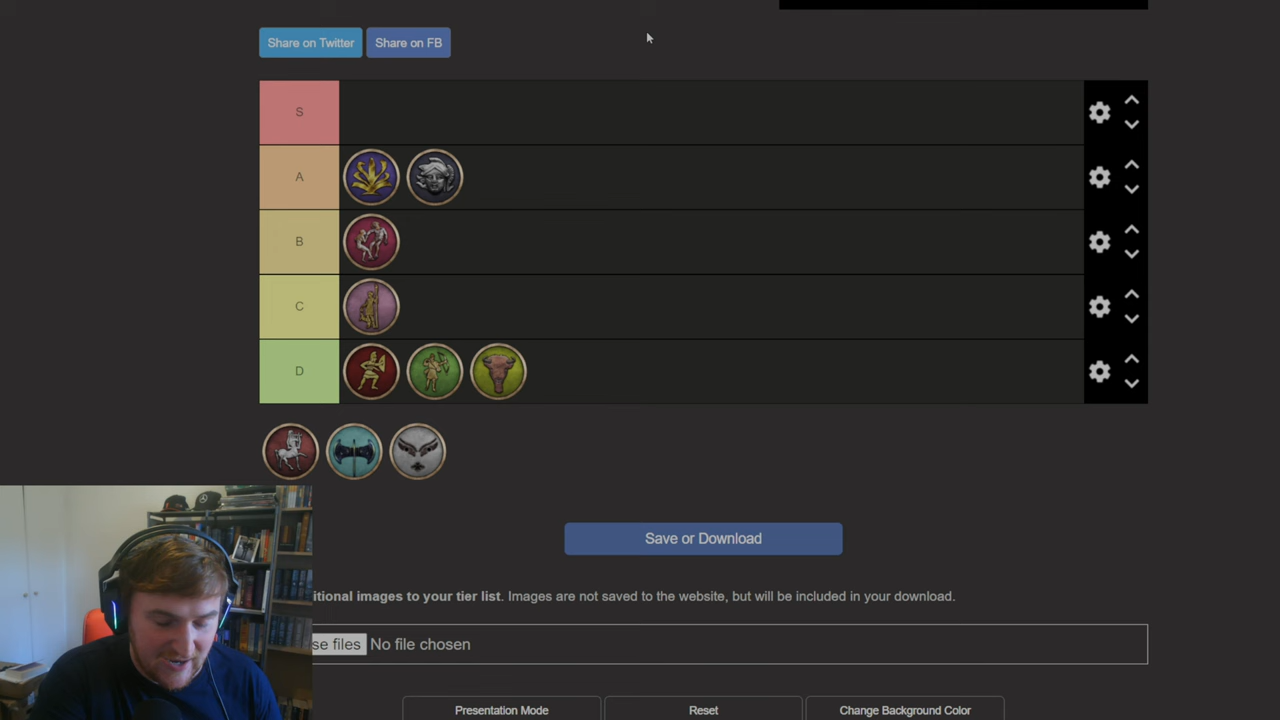 Share on Twitter Share on FB
S
A
B
C
D
Save or Download
itional images to your tier list. Images are not saved to the website, but will be included in your download.
se files No file chosen
Presentation Mode Reset Change Background Color